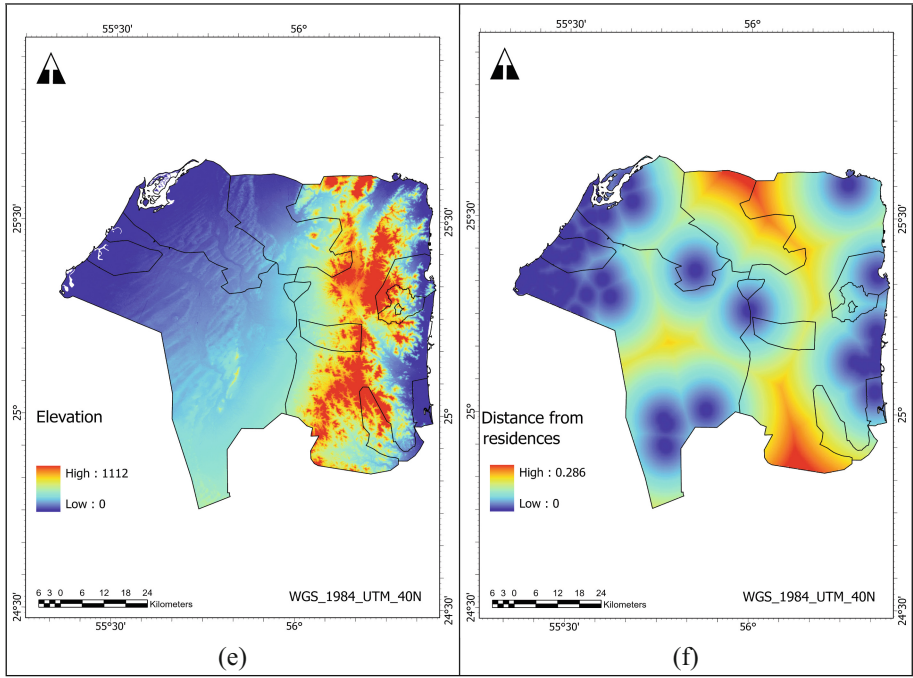 55°30' 56°
25°30' 25°30'
Elevation
25° 25°
High : 1112
Low : 0
6 3 0 6 12 18 24
Kilometers
WGS_1984_UTM_40N
24°30' 24°30'
55°30' 56°
(e)
55°30' 56°
25°30' 25°30'
Distance from
residences
25° 25°
High : 0.286
Low : 0
6 3 0 6 12 18 24
Kilometers
WGS_1984_UTM_40N
24°30' 24°30'
55°30' 56°
(f)